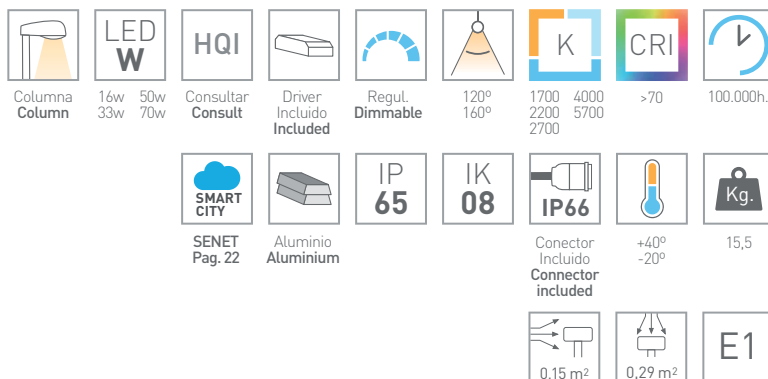 LED
W
HQI
K
CRI
Columna
Column
16w 50w
33w 70w
Consultar
Consult
Driver
Incluido
Included
Regul.
Dimmable
120º
160º
1700 4000
2200 5700
2700
>70
100.000h.
SMART
CITY
IP
65
IK
08
IP66
Kg.
SENET
Pag. 22
Aluminio
Aluminium
Conector
Incluido
Connector
included
+40º
-20º
15,5
0,15 m²
0,29 m²
E1